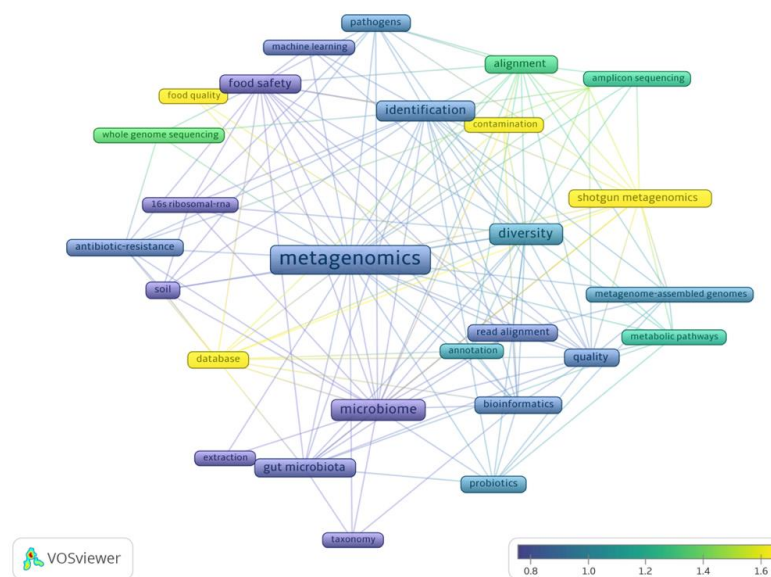 pathogens
machine learning
alignment
amplicon sequencing
food safety
food quality
identification
contamination
whole genome sequencing
shotgun metagenomics
16s ribosomal-rna
diversity
antibiotic-resistance
metagenomics
soil
metagenome-assembled genomes
read alignment
metabolic pathways
annotation
quality
database
microbiome
bioinformatics
extraction
gut microbiota
probiotics
taxonomy
VOSviewer
0.8 1.0 1.2 1.4 1.6